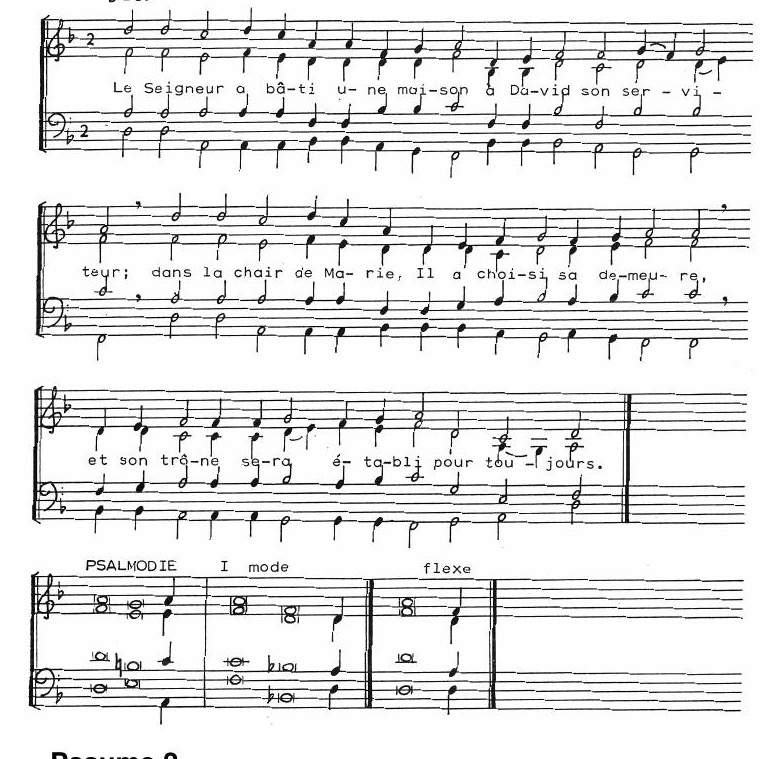 Le Seigneur a bâ-ti u-ne mai-son à Da-vid son ser - vi -
teur; dans la chair de Ma- rie, Il a choi-si sa de-meu- re,
et son trô-ne se-ra é- ta-bli pour tou - jours.
PSALMODIE I mode flexe